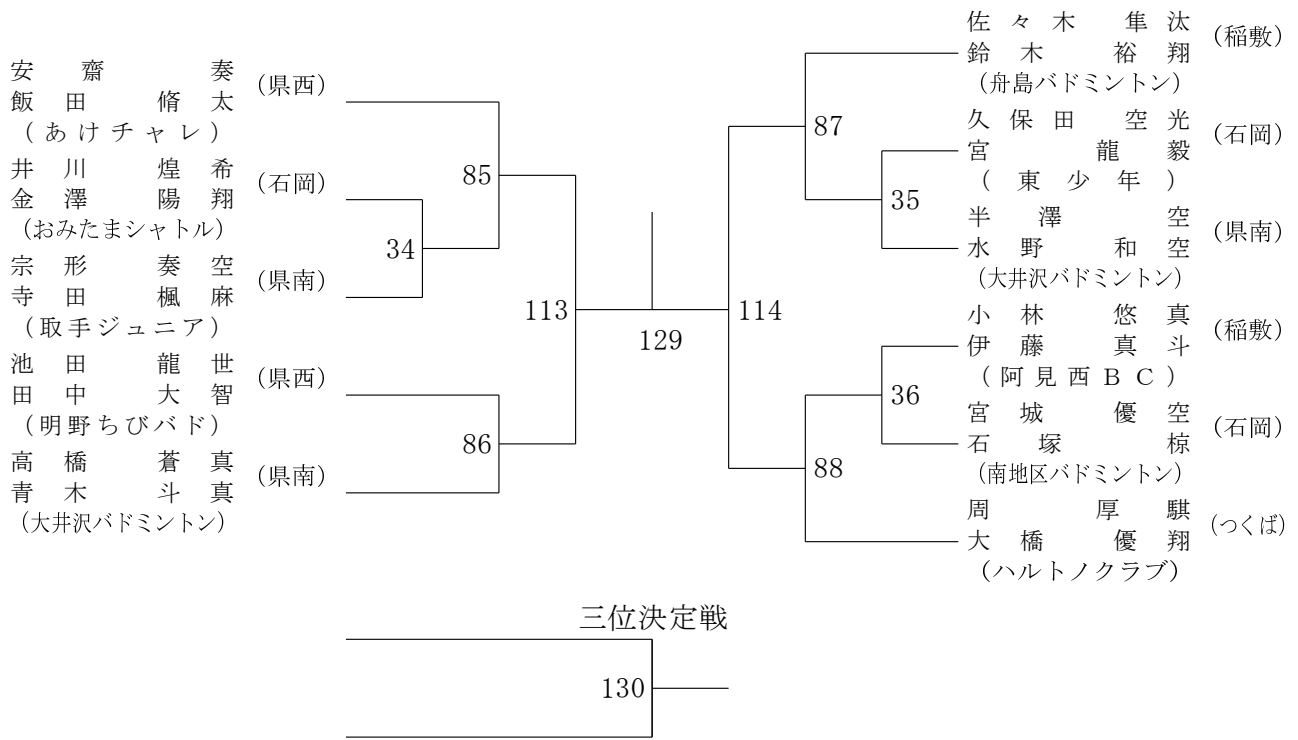 安齋 奏 (県西)
飯田 脩太
(あけチャレ)
井川 煌希 (石岡)
金澤 陽翔
(おみたまシャトル)
宗形 奏空 (県南)
寺田 楓麻
(取手ジュニア)
池田 龍世 (県西)
田中 大智
(明野ちびバド)
高橋 蒼真 (県南)
青木 斗真
(大井沢バドミントン)
85
34
86
113
129
114
87
35
36
88
佐々木 隼汰 (稲敷)
鈴木 裕翔
(舟島バドミントン)
久保田 空光 (石岡)
宮 龍毅
(東少年)
半澤 空 (県南)
水野 和空
(大井沢バドミントン)
小林 悠真 (稲敷)
伊藤 真斗
(阿見西BC)
宮城 優空 (石岡)
石塚 椋
(南地区バドミントン)
周 厚騏 (つくば)
大橋 優翔
(ハルトノクラブ)
三位決定戦
130